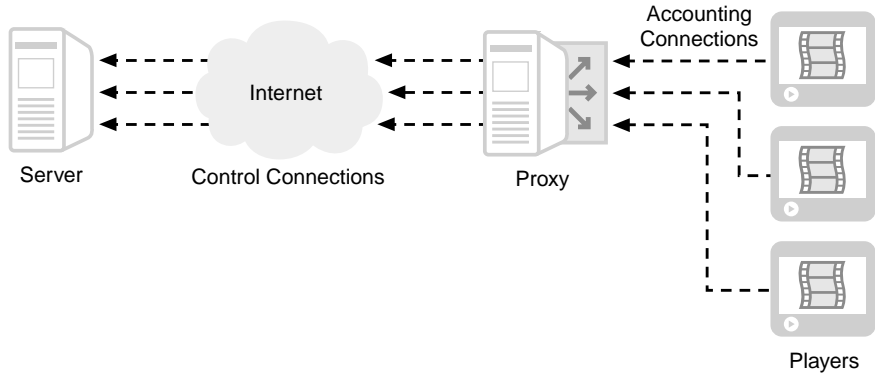 Accounting
Connections
Internet
Server
Control Connections
Proxy
Players